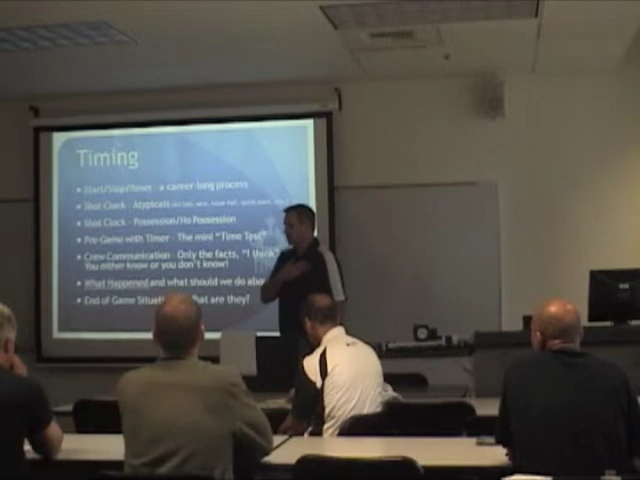 Timing
Start/Stop/Reset - a career-long process
Shot Clock - Atypicals
Shot Clock - Possession/No Possession
Pre-Game with Timer - The mini "Time Test"
Crew Communication - Only the facts, "I think"
You either know or you don't know!
What Happened and what should we do abo
End of Game Situati hat are they?